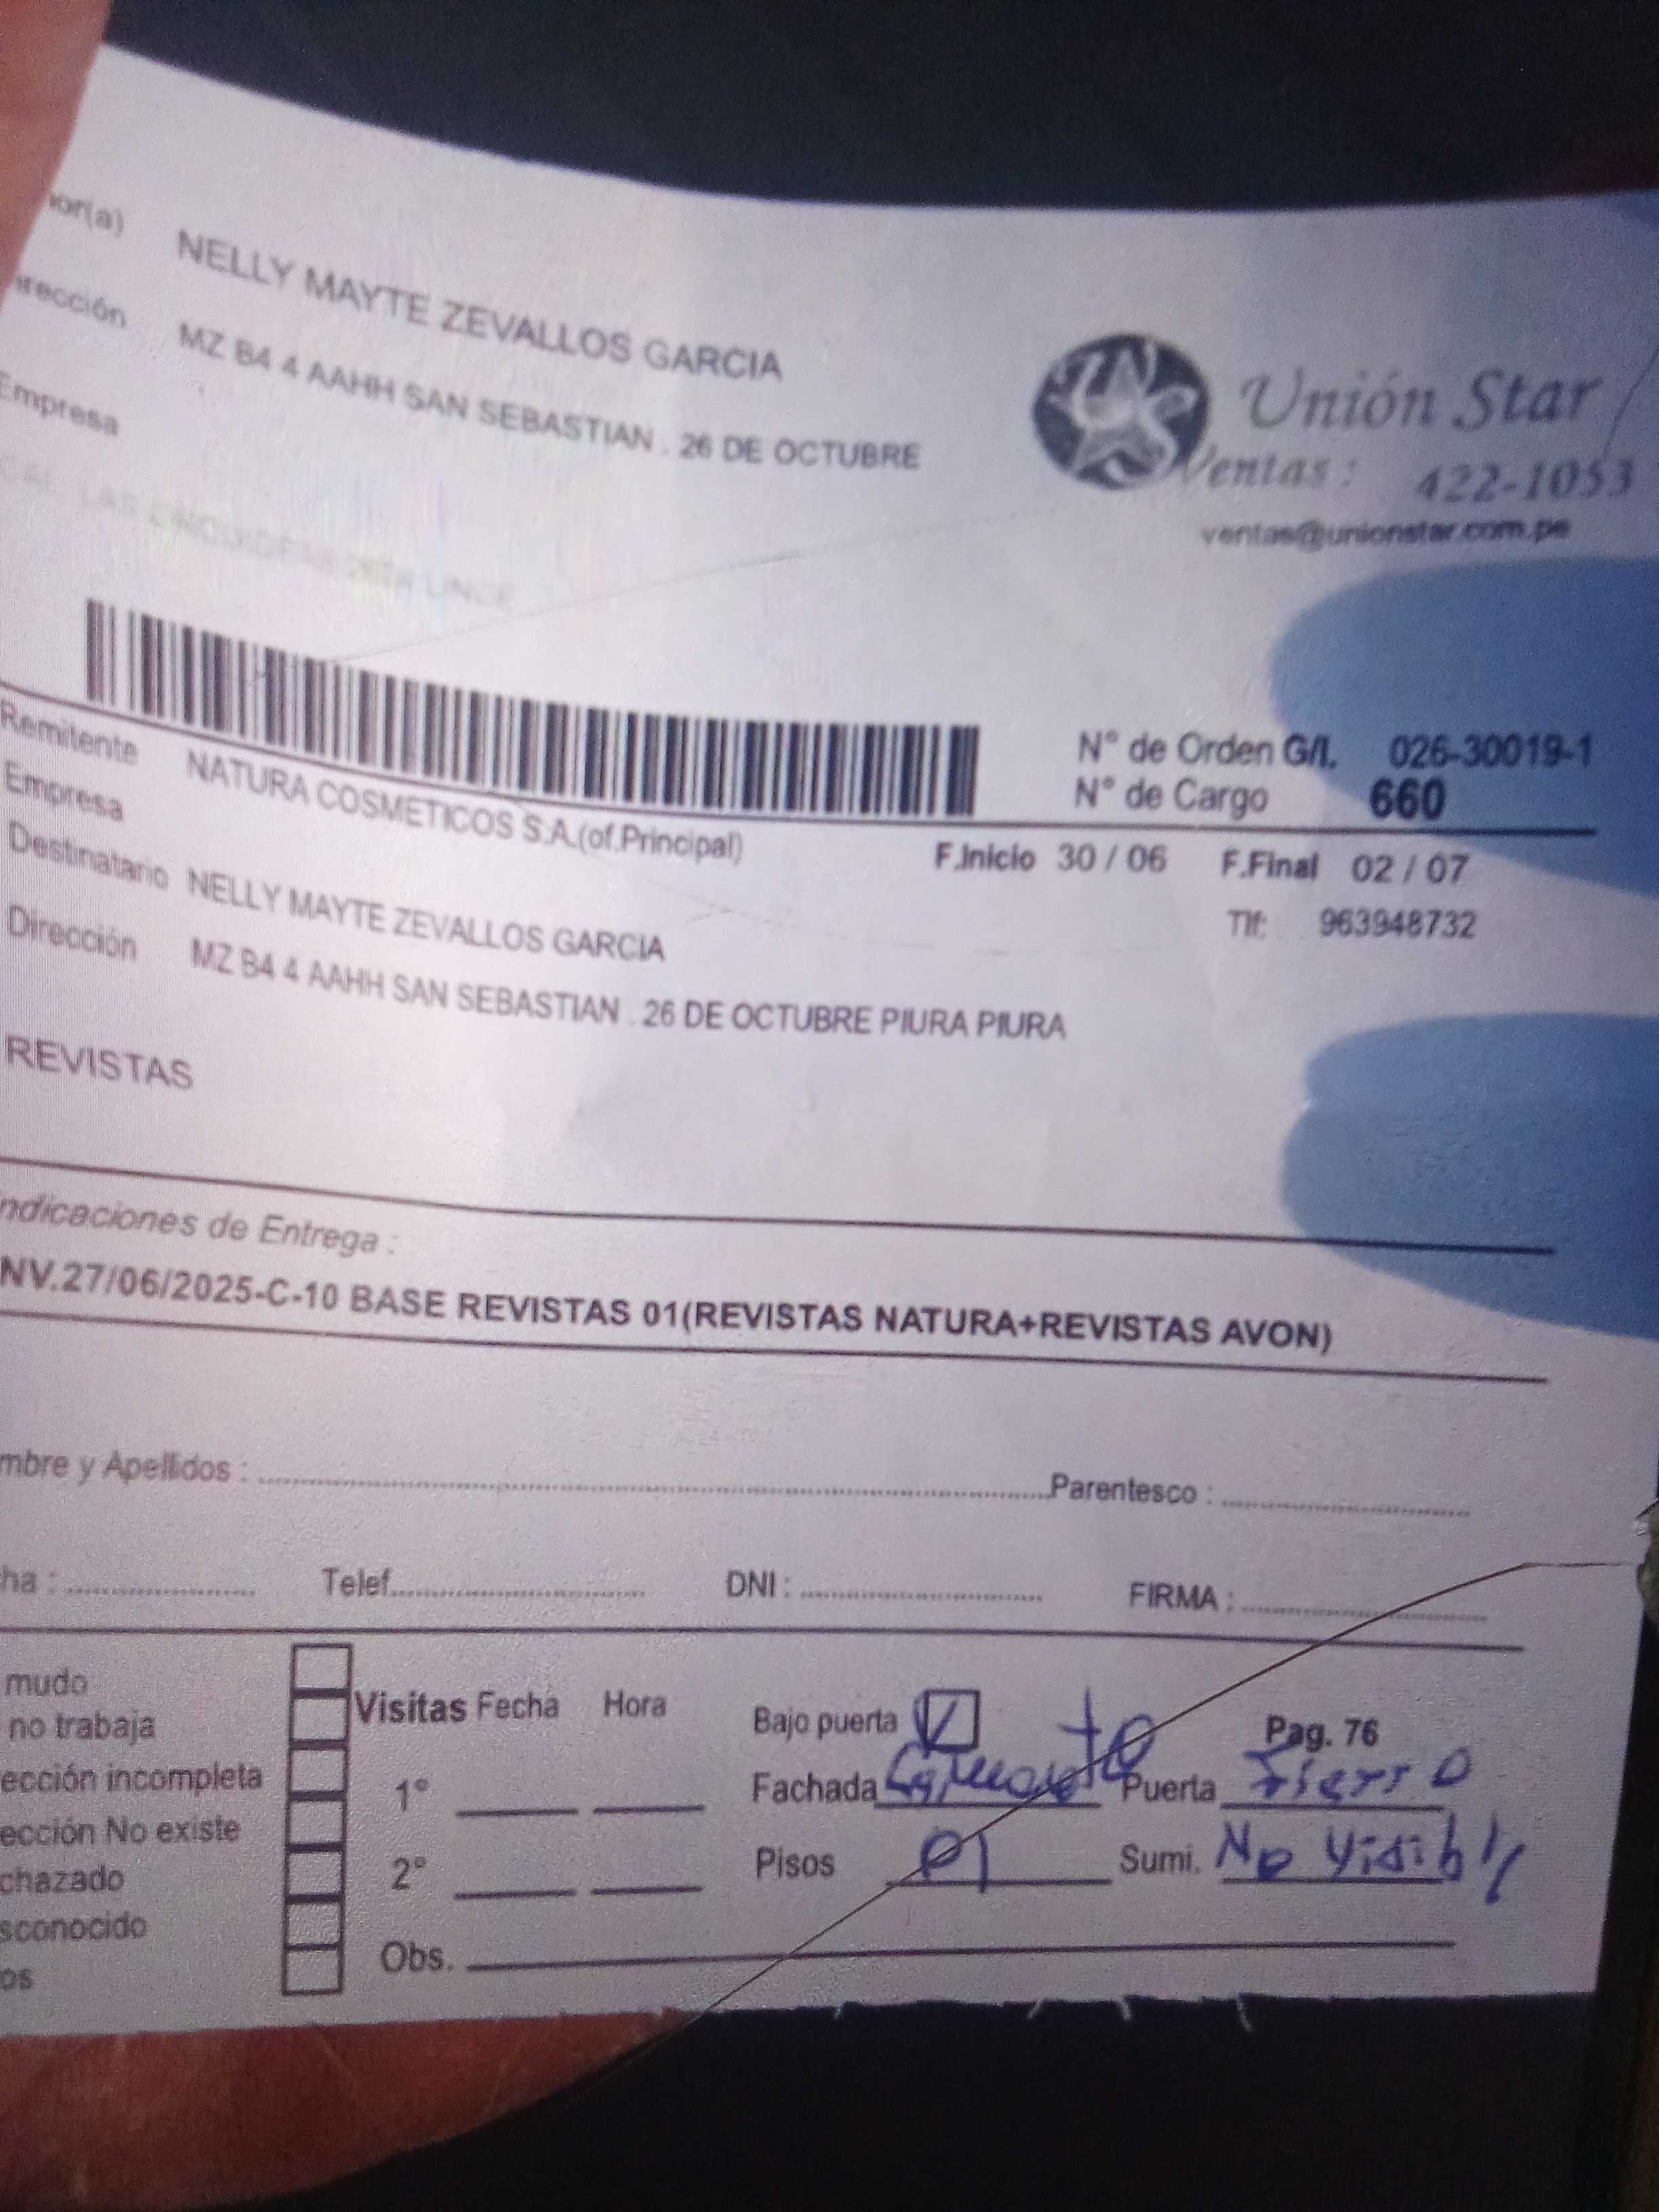 ñor(a) NELLY MAYTE ZEVALLOS GARCIA
irección MZ B4 4 AAHH SAN SEBASTIAN . 26 DE OCTUBRE
Empresa
Unión Star
Ventas : 422-1053
ventas@unionstar.com.pe
N° de Orden G/I. 026-30019-1
N° de Cargo 660
Remitente NATURA COSMETICOS S.A.(of.Principal)
Empresa
F.Inicio 30 / 06 F.Final 02 / 07
Destinatario NELLY MAYTE ZEVALLOS GARCIA
Tlf: 963948732
Dirección MZ B4 4 AAHH SAN SEBASTIAN . 26 DE OCTUBRE PIURA PIURA
REVISTAS
ndicaciones de Entrega :
NV.27/06/2025-C-10 BASE REVISTAS 01(REVISTAS NATURA+REVISTAS AVON)
mbre y Apellidos : Parentesco :
ha : Telef. DNI : FIRMA :
mudo
no trabaja
ección incompleta
ección No existe
chazado
sconocido
os
Visitas Fecha Hora
1°
2°
Obs.
Bajo puerta Pag. 76
Fachada Puerta Fierro
Pisos 01 Sumi. No Visibl